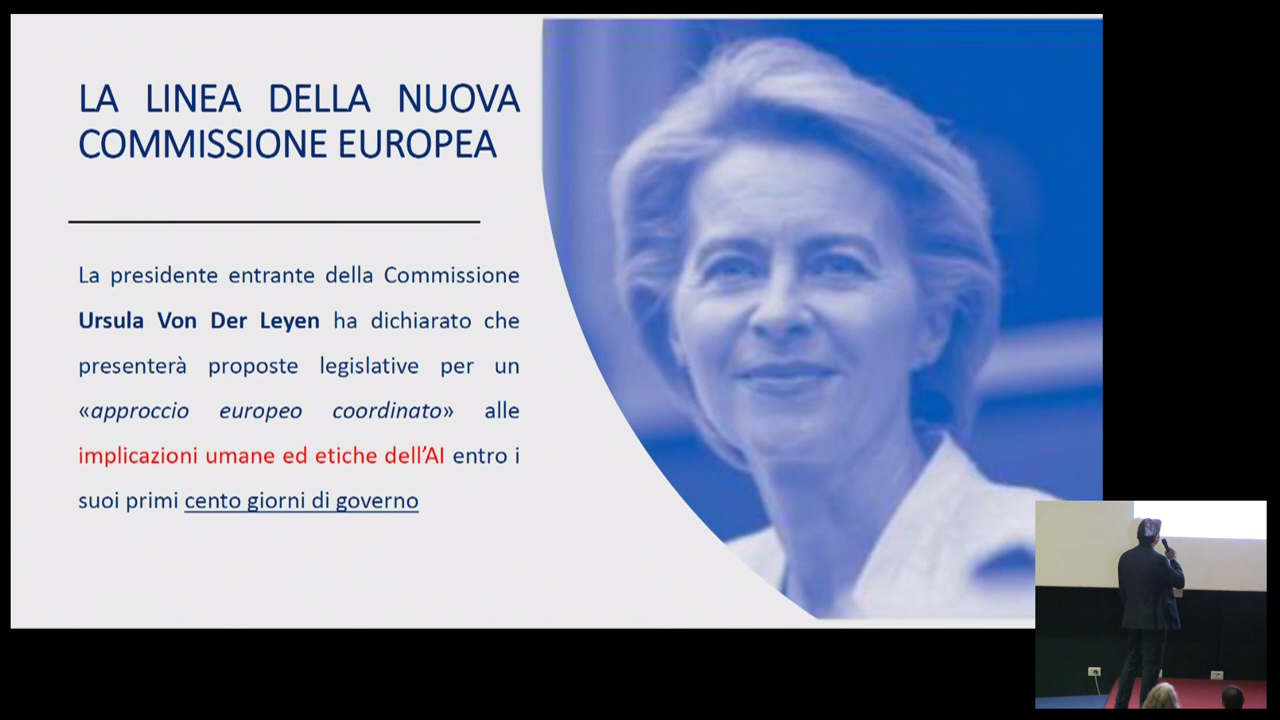 LA LINEA DELLA NUOVA
COMMISSIONE EUROPEA
La presidente entrante della Commissione
Ursula Von Der Leyen ha dichiarato che
presenterà proposte legislative per un
«approccio europeo coordinato» alle
implicazioni umane ed etiche dell’AI entro i
suoi primi cento giorni di governo